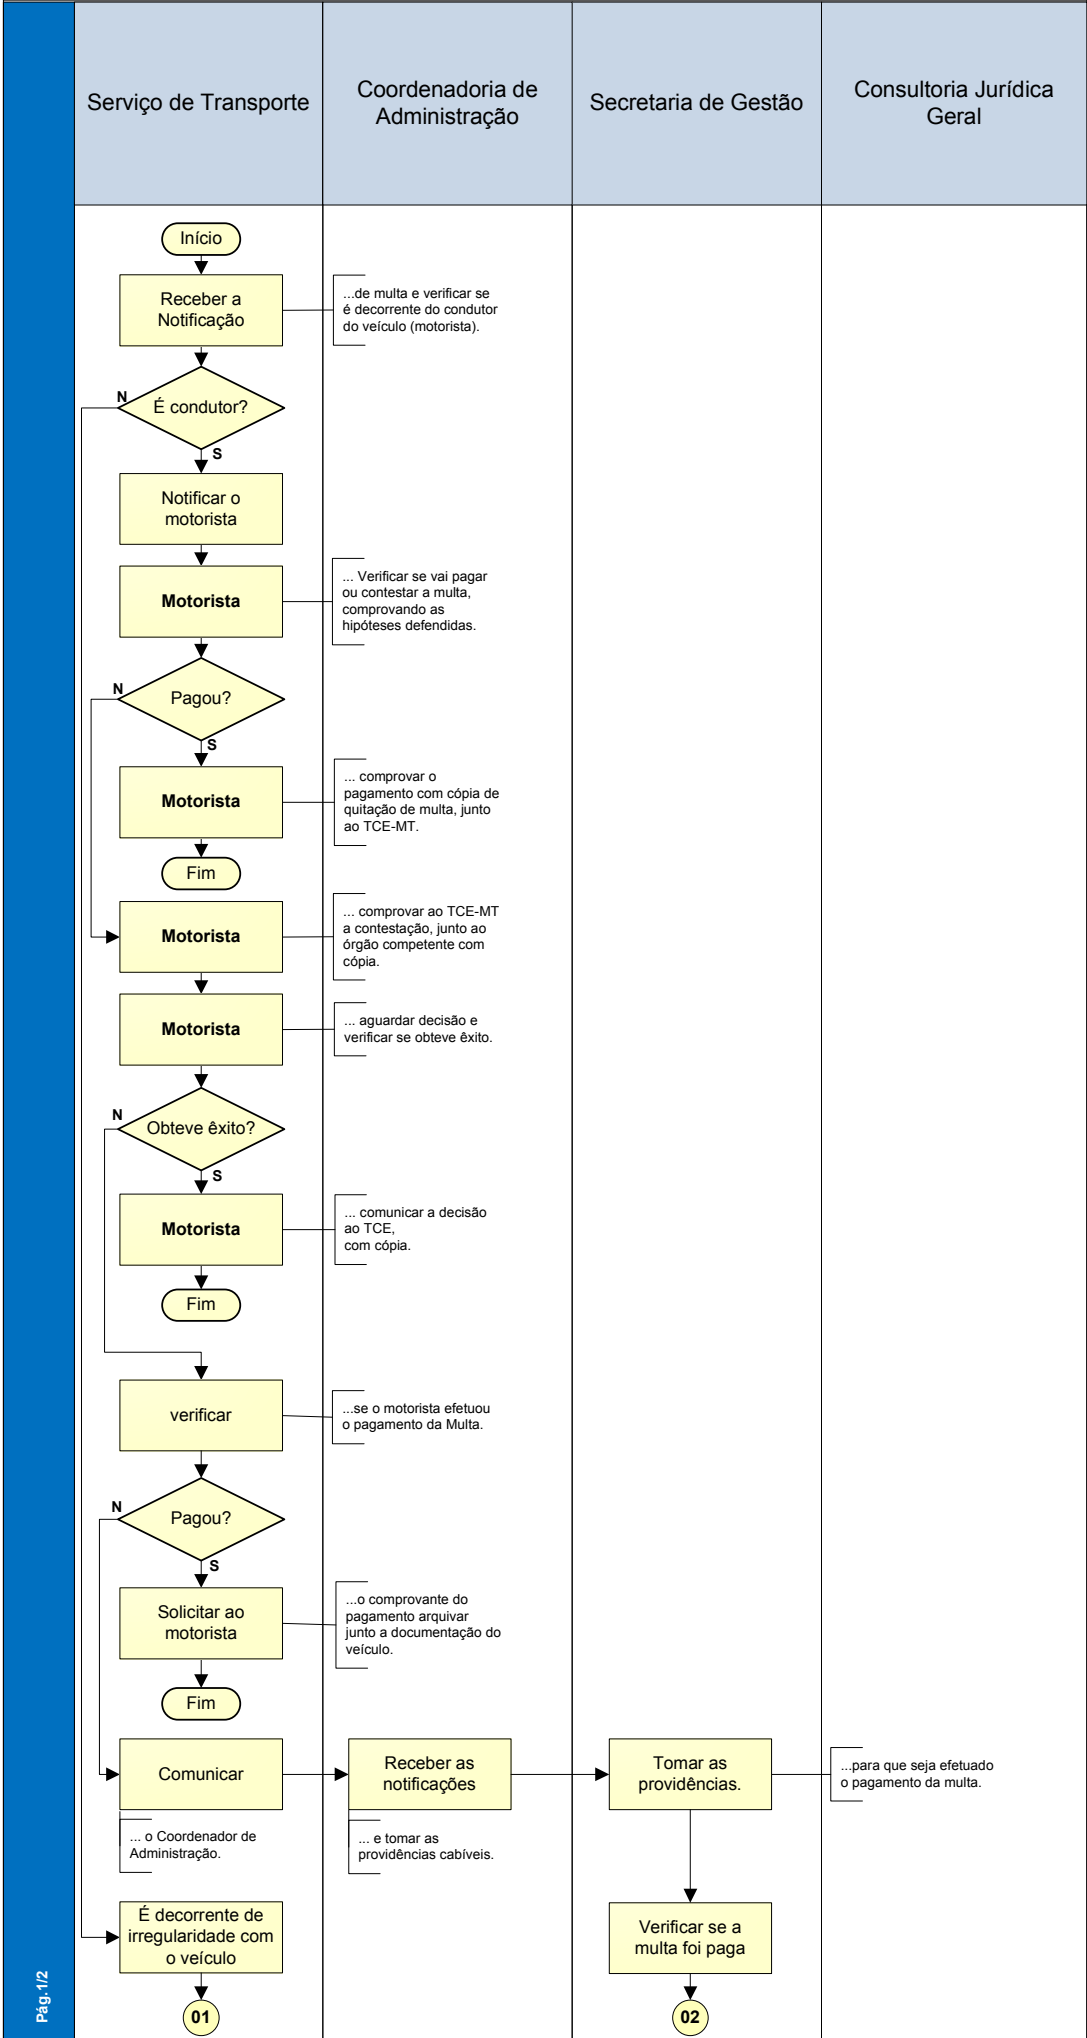 Serviço de Transporte
Coordenadoria de
Administração
Secretaria de Gestão
Consultoria Jurídica
Geral
Início
Receber a
Notificação
...de multa e verificar se
é decorrente do condutor
do veículo (motorista).
N
É condutor?
S
Notificar o
motorista
Motorista
... Verificar se vai pagar
ou contestar a multa,
comprovando as
hipóteses defendidas.
N
Pagou?
S
Motorista
... comprovar o
pagamento com cópia de
quitação de multa, junto
ao TCE-MT.
Fim
Motorista
... comprovar ao TCE-MT
a contestação, junto ao
órgão competente com
cópia.
Motorista
... aguardar decisão e
verificar se obteve êxito.
N
Obteve êxito?
S
Motorista
... comunicar a decisão
ao TCE,
com cópia.
Fim
verificar
...se o motorista efetuou
o pagamento da Multa.
N
Pagou?
S
Solicitar ao
motorista
...o comprovante do
pagamento arquivar
junto a documentação do
veículo.
Fim
Comunicar
Receber as
notificações
Tomar as
providências.
...para que seja efetuado
o pagamento da multa.
... o Coordenador de
Administração.
... e tomar as
providências cabíveis.
É decorrente de
irregularidade com
o veículo
Verificar se a
multa foi paga
01
02
Pág.1/2